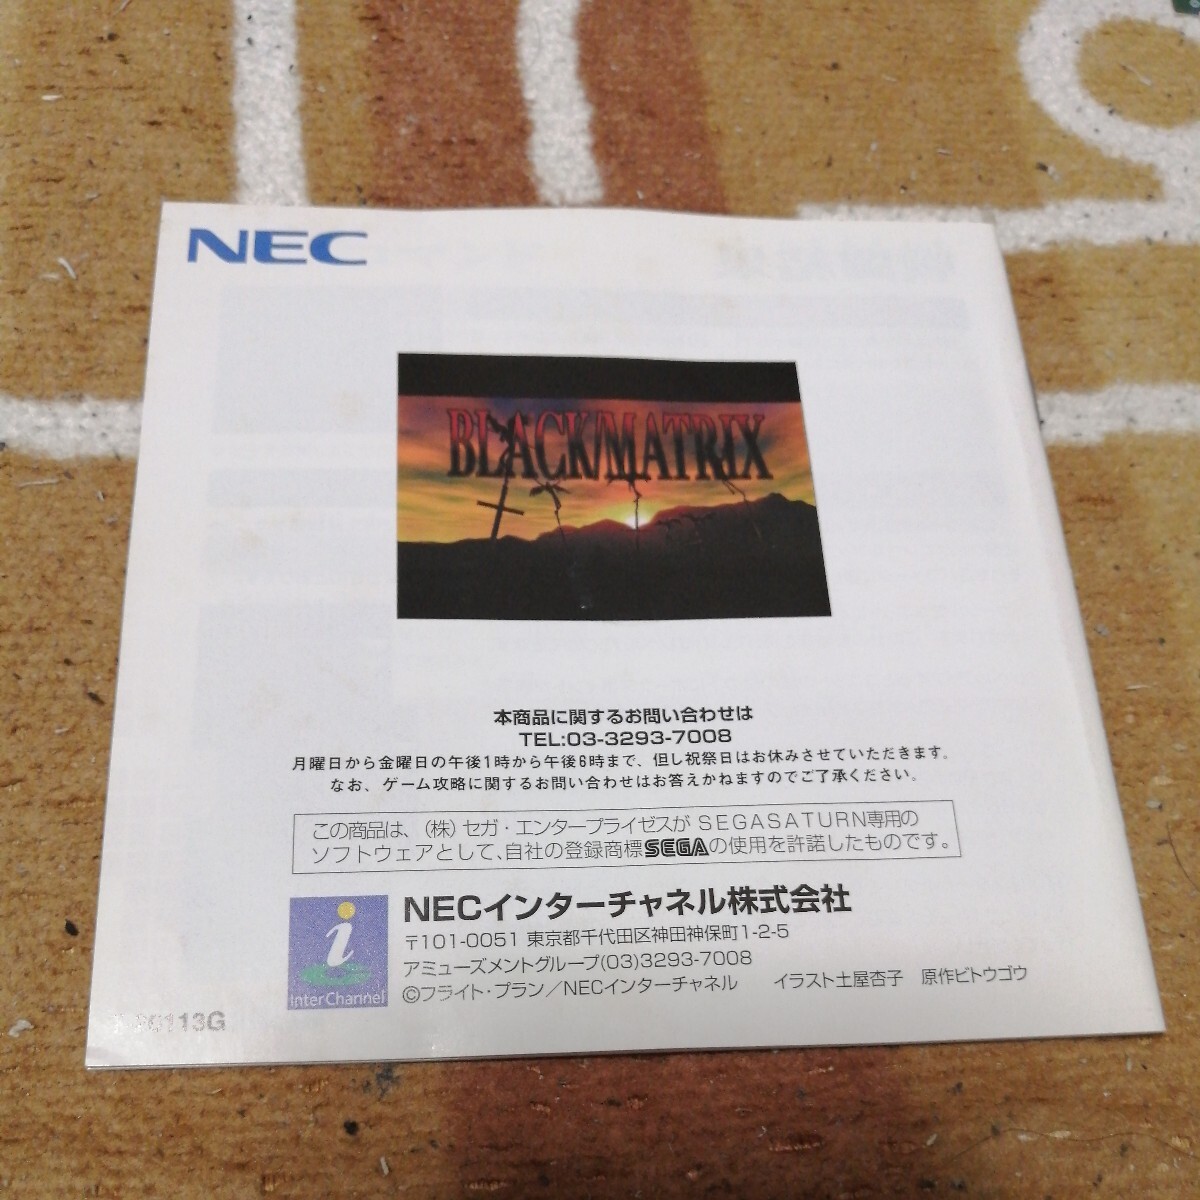 NEC
BLACK/MATRIX
本商品に関するお問い合わせは
TEL:03-3293-7008
月曜日から金曜日の午後1時から午後6時まで、但し祝祭日はお休みさせていただきます。
なお、ゲーム攻略に関するお問い合わせはお答えかねますのでご了承ください。
この商品は、(株)セガ・エンタープライゼスがSEGASATURN専用の
ソフトウェアとして、自社の登録商標SEGAの使用を許諾したものです。
NECインターチャネル株式会社
〒101-0051 東京都千代田区神田神保町1-2-5
アミューズメントグループ(03)3293-7008
©フライト・プラン/NECインターチャネル イラスト土屋杏子 原作ビトウゴウ
InterChannel